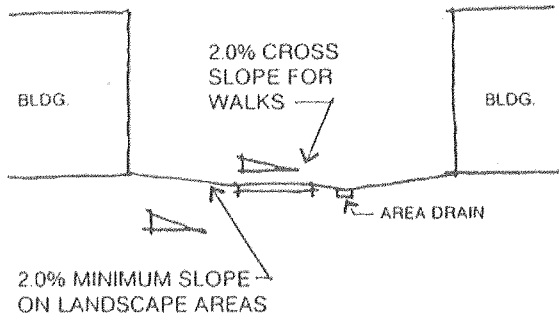 2.0% CROSS
SLOPE FOR
WALKS
BLDG.
BLDG.
AREA DRAIN
2.0% MINIMUM SLOPE
ON LANDSCAPE AREAS